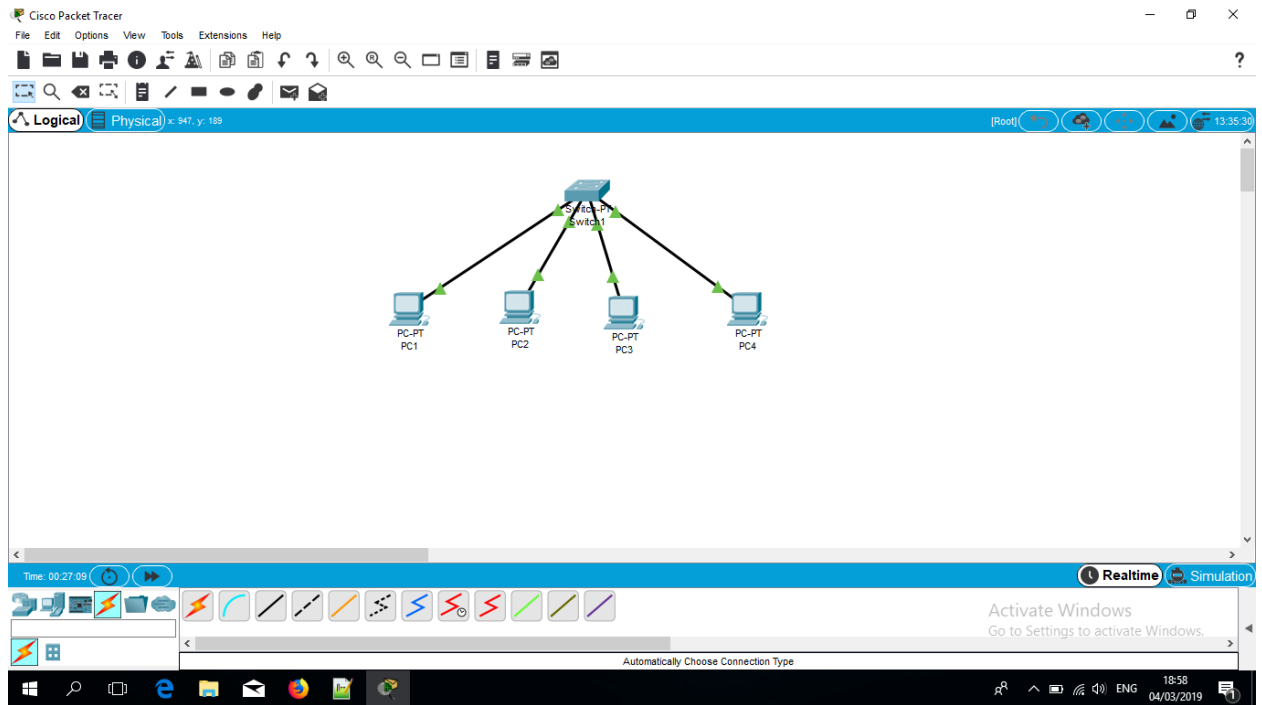 Cisco Packet Tracer
File Edit Options View Tools Extensions Help
?
Logical Physical x: 947, y: 189 [Root] 13:35:30
Switch-PT
Switch1
PC-PT
PC1
PC-PT
PC2
PC-PT
PC3
PC-PT
PC4
Time: 00:27:09 Realtime Simulation
Activate Windows
Go to Settings to activate Windows.
Automatically Choose Connection Type
ENG
18:58
04/03/2019
1